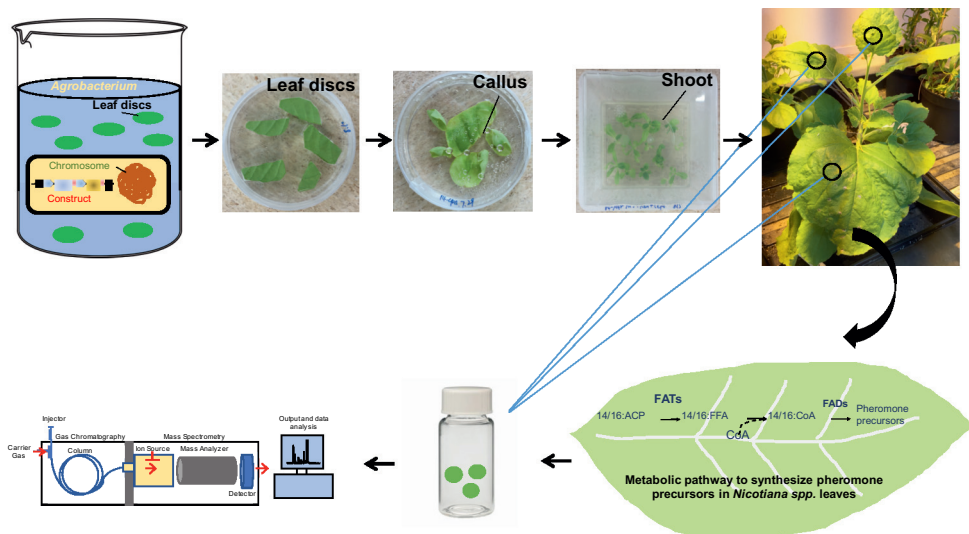 Agrobacterium
Leaf discs
Chromosome
Construct
Leaf discs
Callus
Shoot
FATs
FADs
14/16:ACP
14/16:FFA
14/16:CoA
Pheromone
precursors
CoA
Metabolic pathway to synthesize pheromone
precursors in Nicotiana spp. leaves
Injector
Carrier
Gas
Gas Chromatography
Column
Mass Spectrometry
Ion Source
Mass Analyzer
Detector
Output and data
analysis